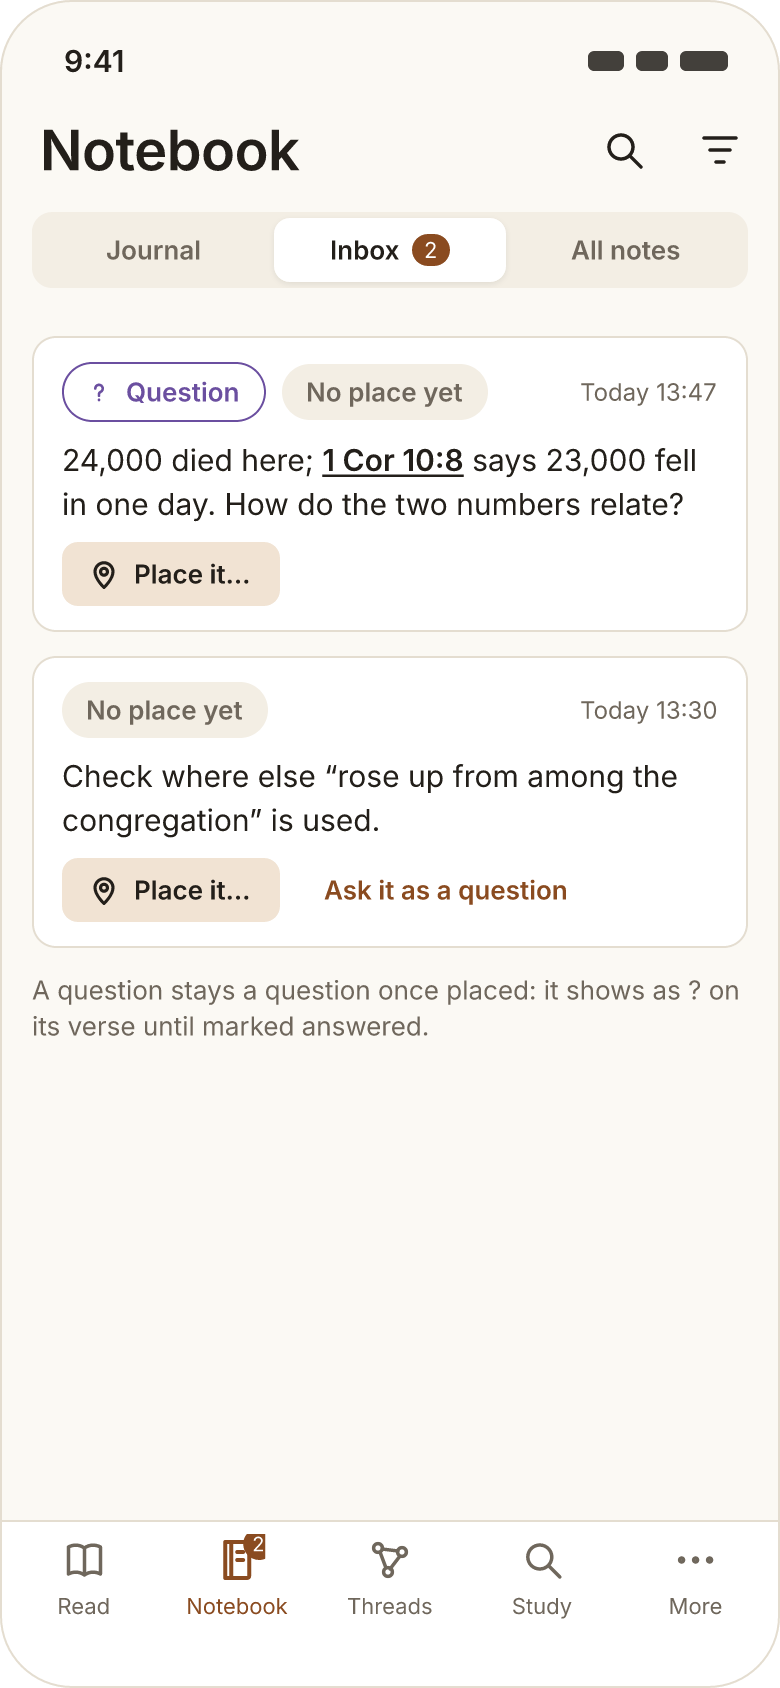 9:41
Notebook
Journal
Inbox 2
All notes
? Question
No place yet
Today 13:47
24,000 died here; 1 Cor 10:8 says 23,000 fell
in one day. How do the two numbers relate?
Place it...
No place yet
Today 13:30
Check where else “rose up from among the
congregation” is used.
Place it...
Ask it as a question
A question stays a question once placed: it shows as ? on
its verse until marked answered.
2
Read
Notebook
Threads
Study
More